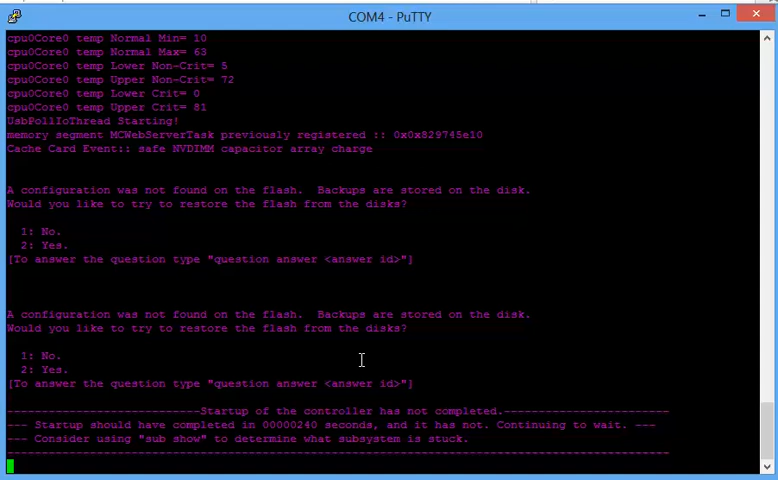 COM4 - PuTTY
cpu0Core0 temp Normal Min= 10
cpu0Core0 temp Normal Max= 63
cpu0Core0 temp Lower Non-Crit= 5
cpu0Core0 temp Upper Non-Crit= 72
cpu0Core0 temp Lower Crit= 0
cpu0Core0 temp Upper Crit= 81
UsbPollIoThread Starting!
memory segment MCWebServerTask previously registered :: 0x0x829745e10
Cache Card Event:: safe NVDIMM capacitor array charge
A configuration was not found on the flash.  Backups are stored on the disk.
Would you like to try to restore the flash from the disks?
1: No.
2: Yes.
[To answer the question type "question answer <answer id>"]
A configuration was not found on the flash.  Backups are stored on the disk.
Would you like to try to restore the flash from the disks?
1: No.
2: Yes.
[To answer the question type "question answer <answer id>"]
----------------------------Startup of the controller has not completed.------------------------
--- Startup should have completed in 00000240 seconds, and it has not. Continuing to wait. ---
--- Consider using "sub show" to determine what subsystem is stuck.
------------------------------------------------------------------------------------------------